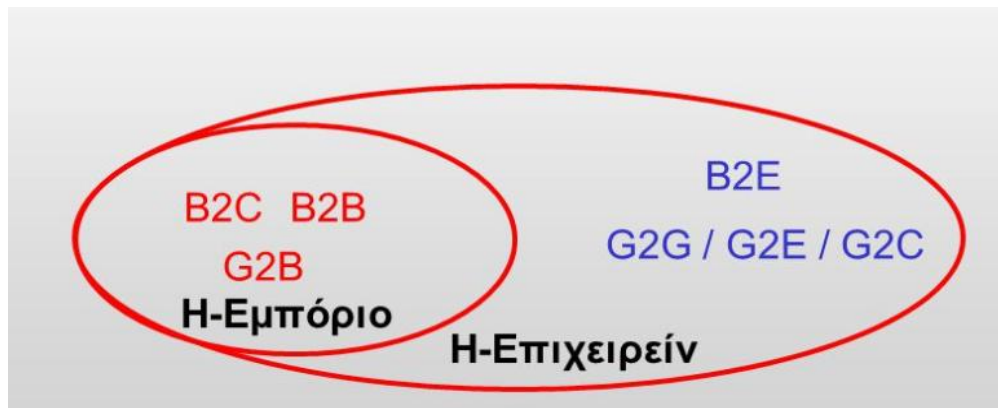 B2E
B2C B2B
G2G / G2E / G2C
G2B
Η-Εμπόριο
Η-Επιχειρείν